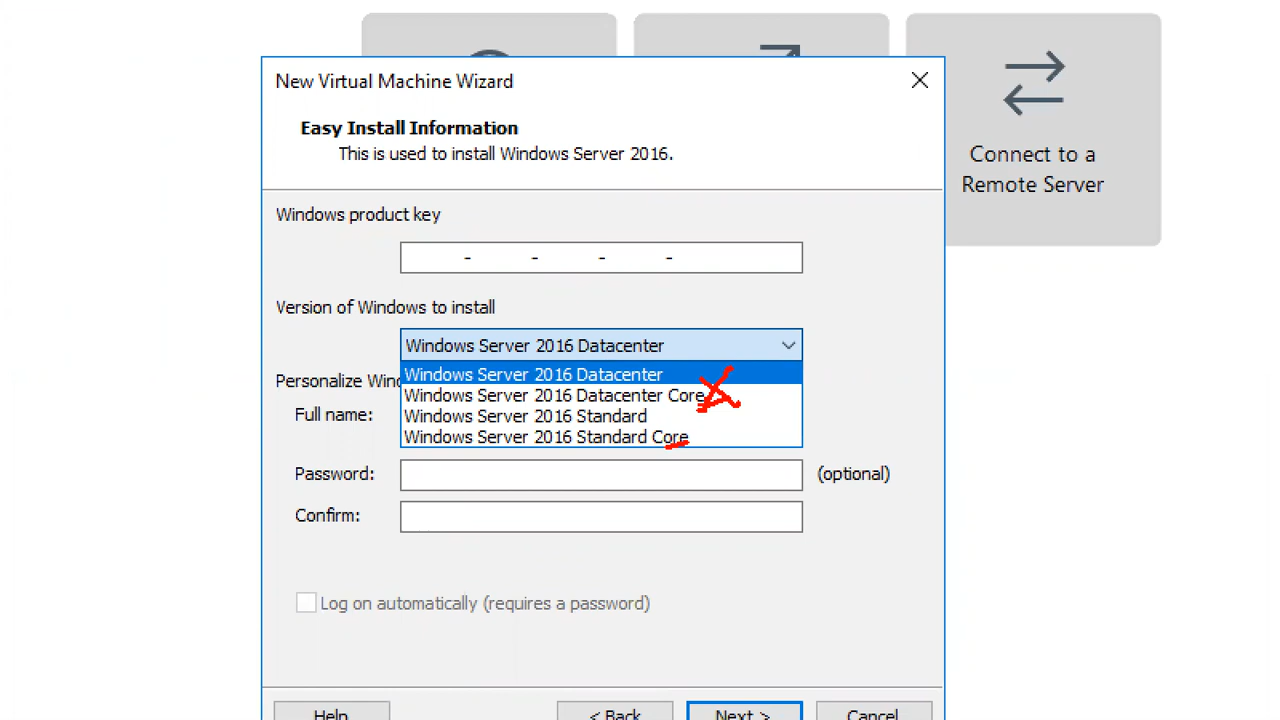 New Virtual Machine Wizard
Easy Install Information
This is used to install Windows Server 2016.
Connect to a
Remote Server
Windows product key
- - - -
Version of Windows to install
Windows Server 2016 Datacenter
Windows Server 2016 Datacenter
Windows Server 2016 Datacenter Core
Windows Server 2016 Standard
Windows Server 2016 Standard Core
Personalize Wind
Full name:
Password:
(optional)
Confirm:
Log on automatically (requires a password)
Help
< Back
Next >
Cancel